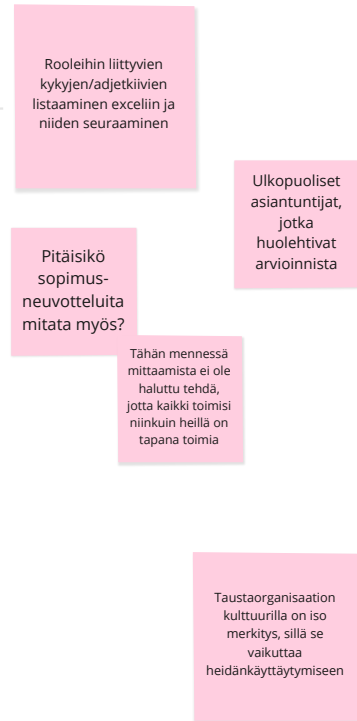 Rooleihin liittyvien
kykyjen/adjetkiivien
listaaminen exceliin ja
niiden seuraaminen
Ulkopuoliset
asiantuntijat,
jotka
huolehtivat
arvioinnista
Pitäisikö
sopimus-
neuvotteluita
mitata myös?
Tähän mennessä
mittaamista ei ole
haluttu tehdä,
jotta kaikki toimisi
niinkuin heillä on
tapana toimia
Taustaorganisaation
kulttuurilla on iso
merkitys, sillä se
vaikuttaa
heidänkäyttäytymiseen